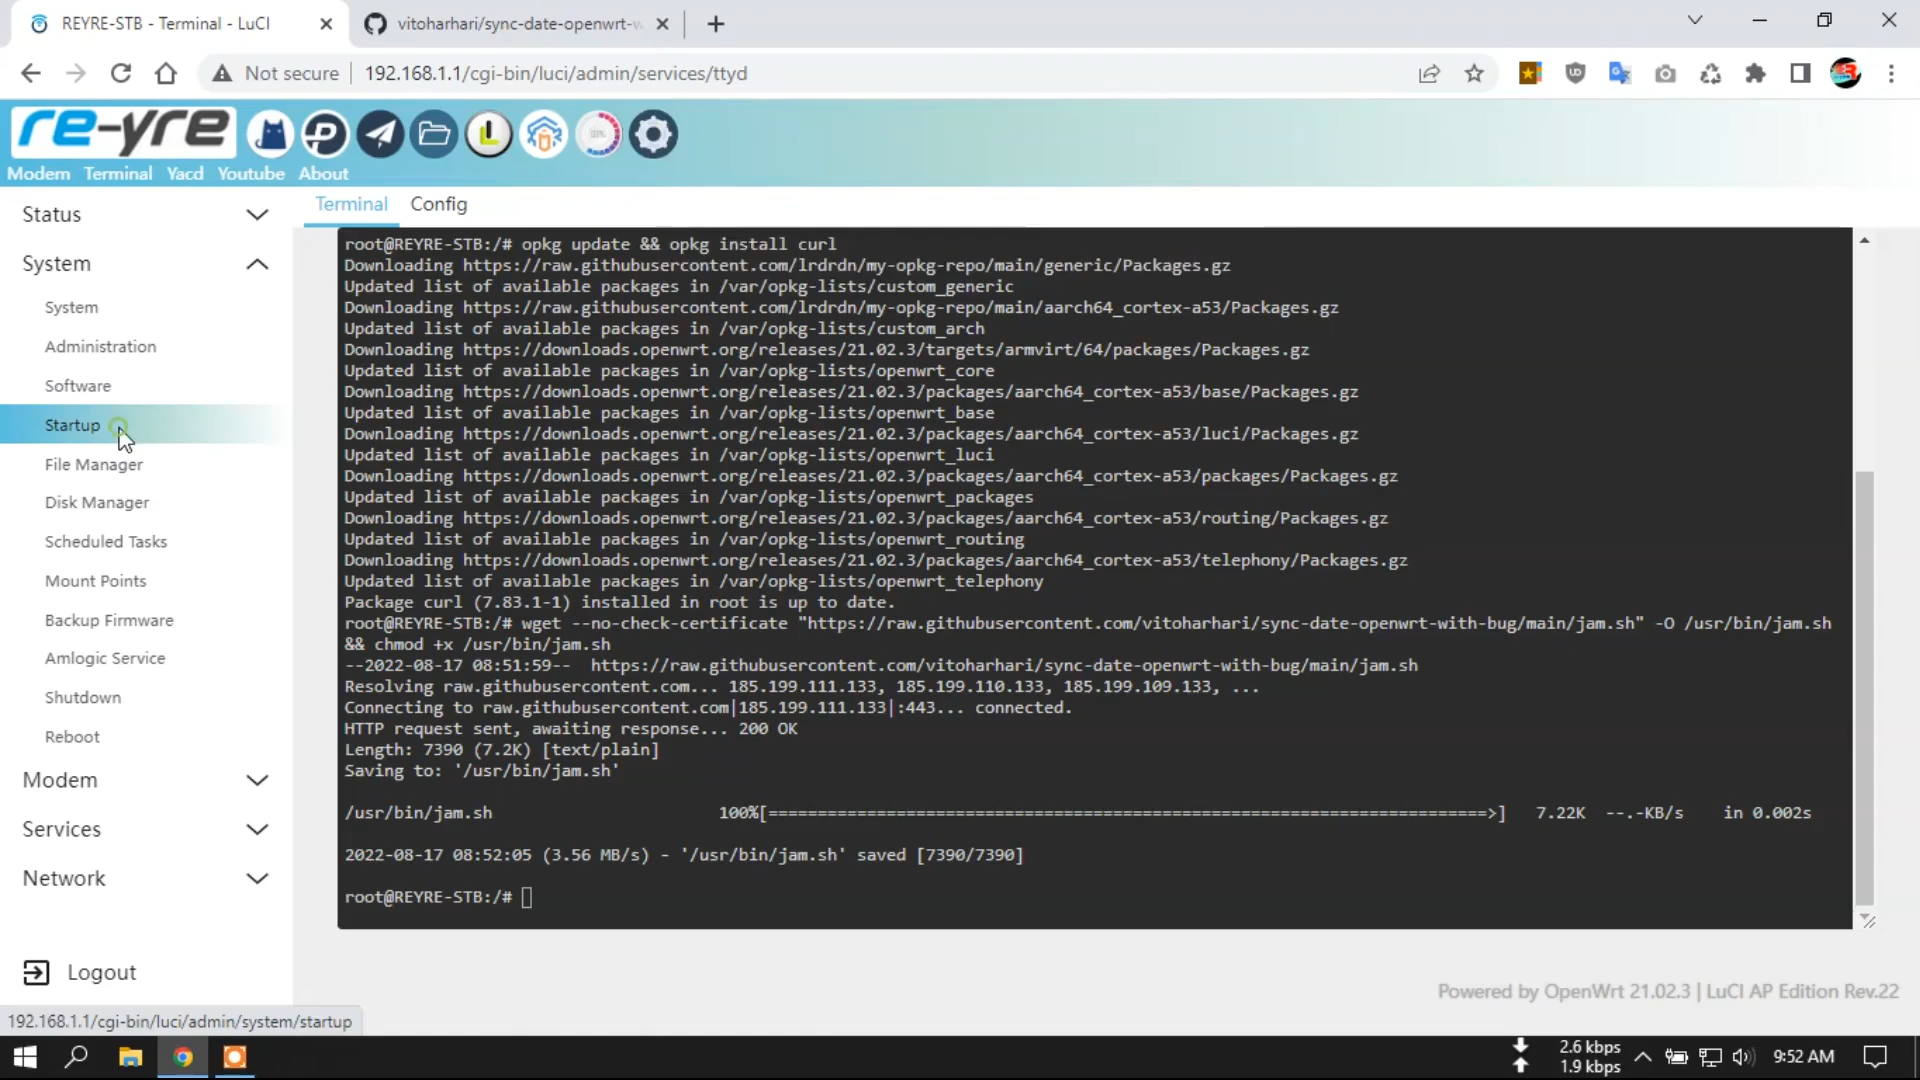 REYRE-STB - Terminal - LuCI
vitoharhari/sync-date-openwrt-w
Not secure
192.168.1.1/cgi-bin/luci/admin/services/ttyd
re-yre
Modem Terminal Yacd Youtube About
Status
System
System
Administration
Software
Startup
File Manager
Disk Manager
Scheduled Tasks
Mount Points
Backup Firmware
Amlogic Service
Shutdown
Reboot
Modem
Services
Network
Logout
192.168.1.1/cgi-bin/luci/admin/system/startup
Terminal Config
root@REYRE-STB:/# opkg update && opkg install curl
Downloading https://raw.githubusercontent.com/lrdrdn/my-opkg-repo/main/generic/Packages.gz
Updated list of available packages in /var/opkg-lists/custom_generic
Downloading https://raw.githubusercontent.com/lrdrdn/my-opkg-repo/main/aarch64_cortex-a53/Packages.gz
Updated list of available packages in /var/opkg-lists/custom_arch
Downloading https://downloads.openwrt.org/releases/21.02.3/targets/armvirt/64/packages/Packages.gz
Updated list of available packages in /var/opkg-lists/openwrt_core
Downloading https://downloads.openwrt.org/releases/21.02.3/packages/aarch64_cortex-a53/base/Packages.gz
Updated list of available packages in /var/opkg-lists/openwrt_base
Downloading https://downloads.openwrt.org/releases/21.02.3/packages/aarch64_cortex-a53/luci/Packages.gz
Updated list of available packages in /var/opkg-lists/openwrt_luci
Downloading https://downloads.openwrt.org/releases/21.02.3/packages/aarch64_cortex-a53/packages/Packages.gz
Updated list of available packages in /var/opkg-lists/openwrt_packages
Downloading https://downloads.openwrt.org/releases/21.02.3/packages/aarch64_cortex-a53/routing/Packages.gz
Updated list of available packages in /var/opkg-lists/openwrt_routing
Downloading https://downloads.openwrt.org/releases/21.02.3/packages/aarch64_cortex-a53/telephony/Packages.gz
Updated list of available packages in /var/opkg-lists/openwrt_telephony
Package curl (7.83.1-1) installed in root is up to date.
root@REYRE-STB:/# wget --no-check-certificate "https://raw.githubusercontent.com/vitoharhari/sync-date-openwrt-with-bug/main/jam.sh" -O /usr/bin/jam.sh
&& chmod +x /usr/bin/jam.sh
--2022-08-17 08:51:59-- https://raw.githubusercontent.com/vitoharhari/sync-date-openwrt-with-bug/main/jam.sh
Resolving raw.githubusercontent.com... 185.199.111.133, 185.199.110.133, 185.199.109.133, ...
Connecting to raw.githubusercontent.com|185.199.111.133|:443... connected.
HTTP request sent, awaiting response... 200 OK
Length: 7390 (7.2K) [text/plain]
Saving to: '/usr/bin/jam.sh'
/usr/bin/jam.sh 100%[=========================================================================>] 7.22K --.-KB/s in 0.002s
2022-08-17 08:52:05 (3.56 MB/s) - '/usr/bin/jam.sh' saved [7390/7390]
root@REYRE-STB:/#
Powered by OpenWrt 21.02.3 | LuCI AP Edition Rev.22
2.6 kbps
1.9 kbps
9:52 AM